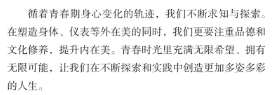 循着青春期身心变化的轨迹，我们不断求知与探索。
在塑造身体、仪表等外在美的同时，我们更要注重品德和
文化修养，提升内在美。青春时光里充满无限希望、拥有
无限可能，让我们在不断探索和实践中创造更加多姿多彩
的人生。